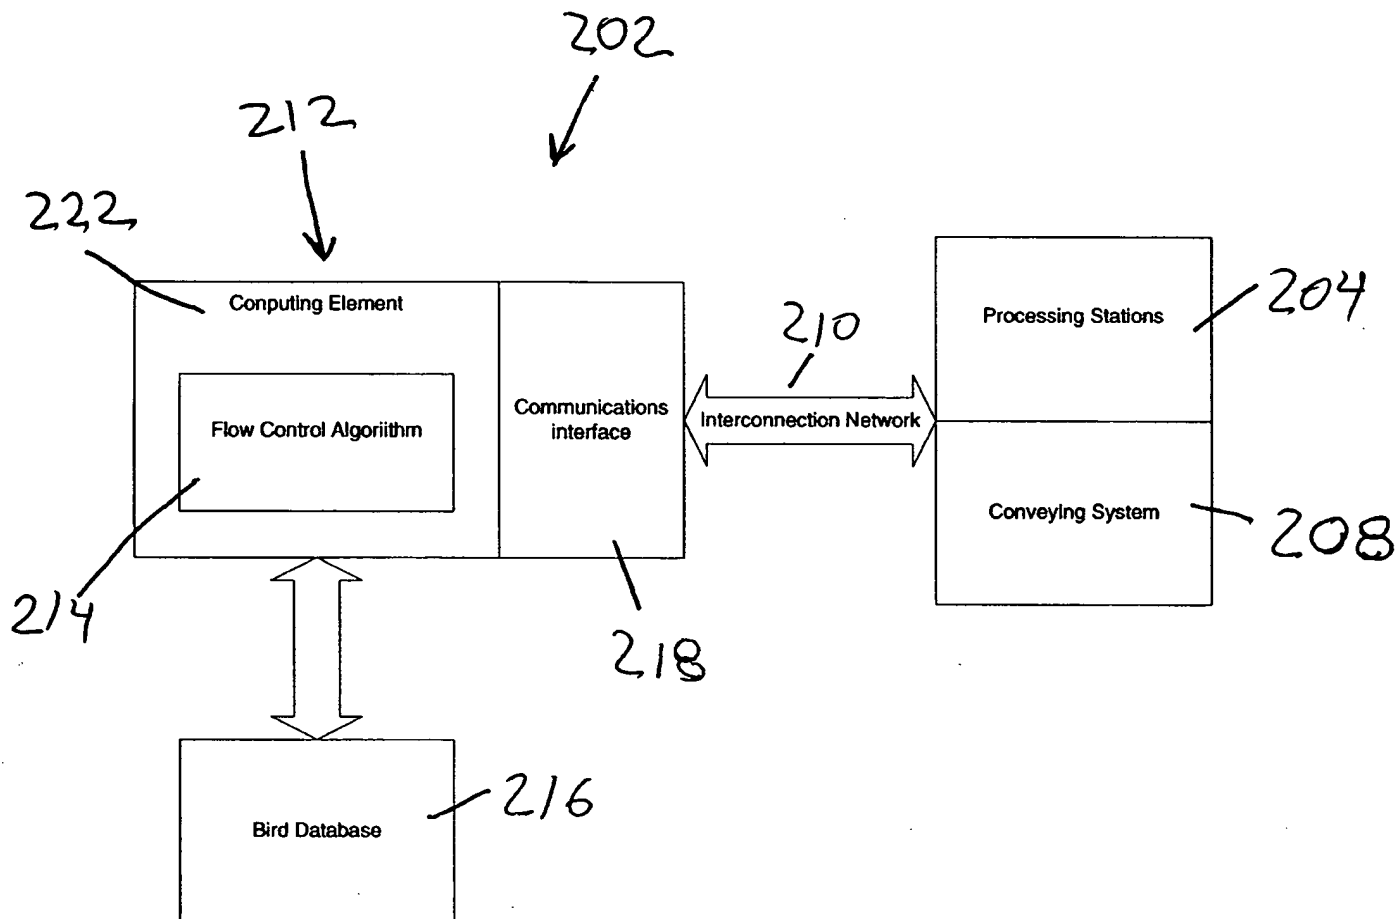 202
212
222
Conputing Element
Processing Stations
204
210
Flow Control Algoriithm
Communications
interface
Interconnection Network
Conveying System
208
214
218
Bird Database
216